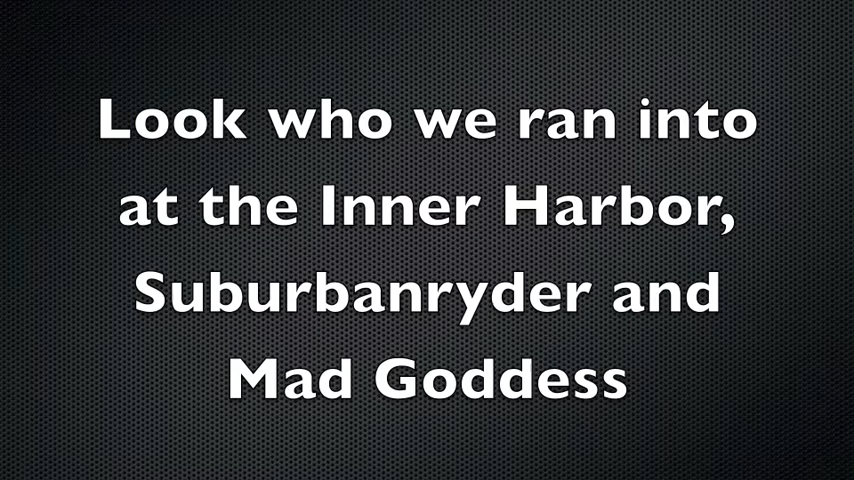 Look who we ran into
at the Inner Harbor,
Suburbanryder and
Mad Goddess